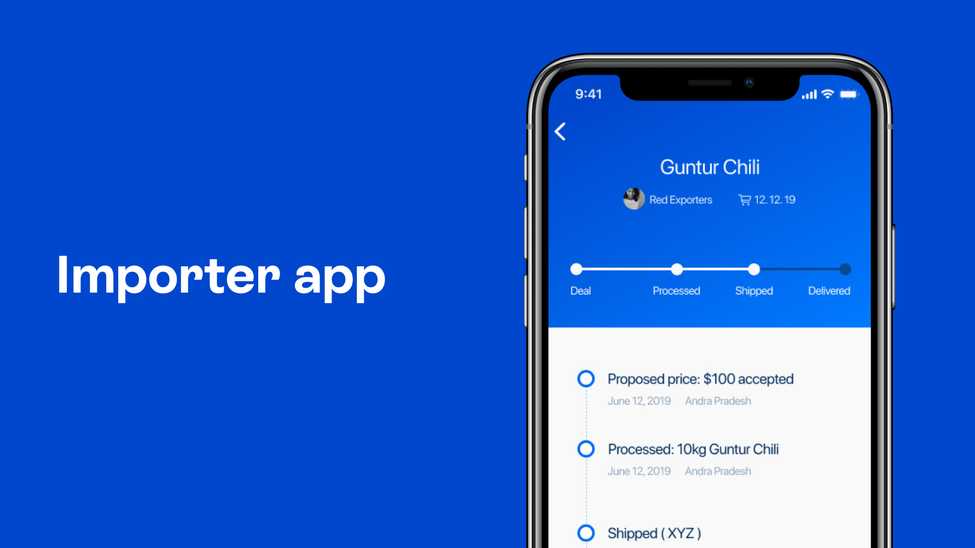 Importer app
9:41
Guntur Chili
Red Exporters 12. 12. 19
Deal Processed Shipped Delivered
Proposed price: $100 accepted
June 12, 2019 Andra Pradesh
Processed: 10kg Guntur Chili
June 12, 2019 Andra Pradesh
Shipped ( XYZ )